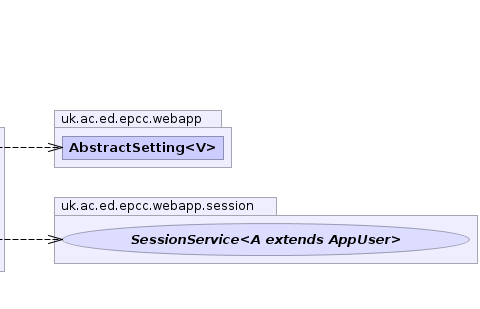 uk.ac.ed.epcc.webapp
AbstractSetting<V>
uk.ac.ed.epcc.webapp.session
SessionService<A extends AppUser>